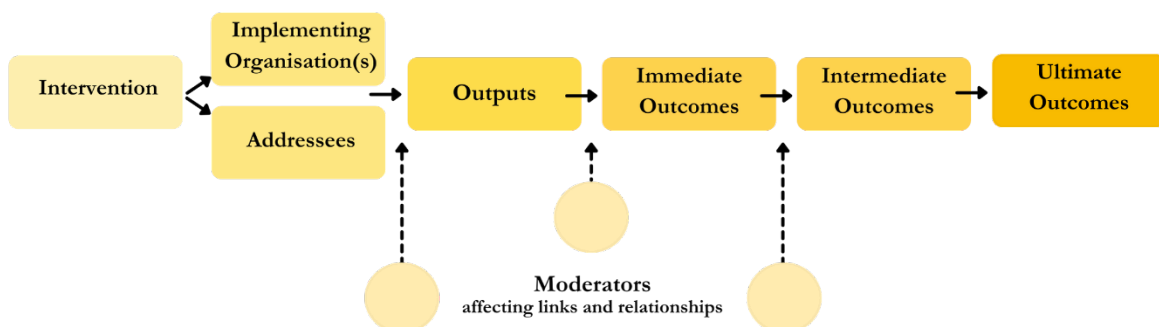 Intervention
Implementing
Organisation(s)
Addressees
Outputs
Immediate
Outcomes
Intermediate
Outcomes
Ultimate
Outcomes
Moderators
affecting links and relationships